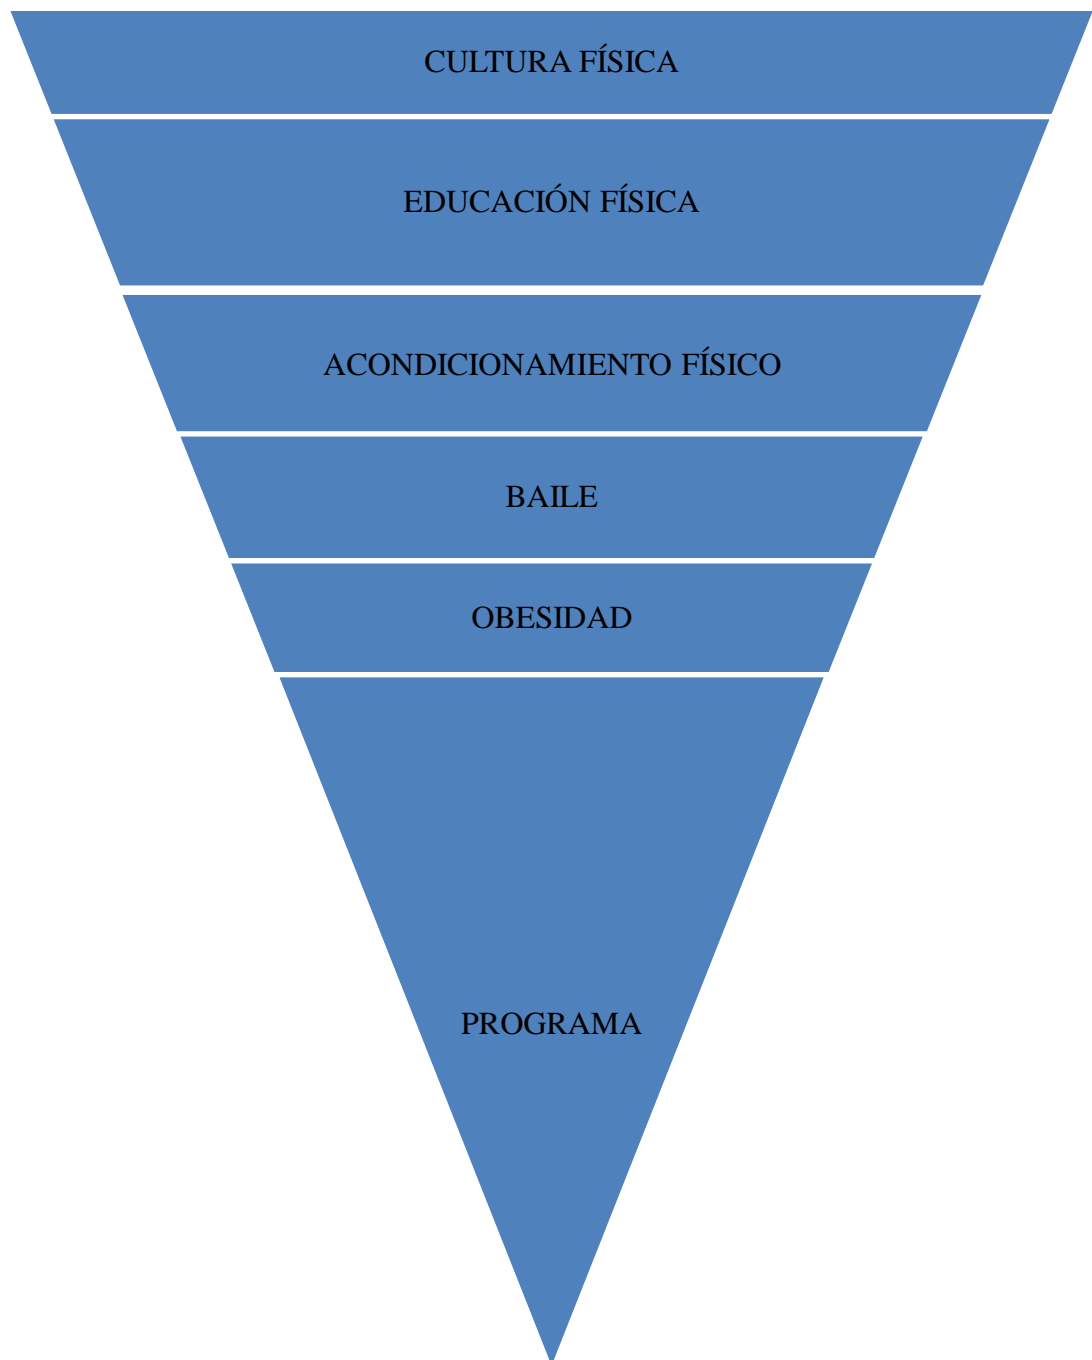 CULTURA FÍSICA
EDUCACIÓN FÍSICA
ACONDICIONAMIENTO FÍSICO
BAILE
OBESIDAD
PROGRAMA